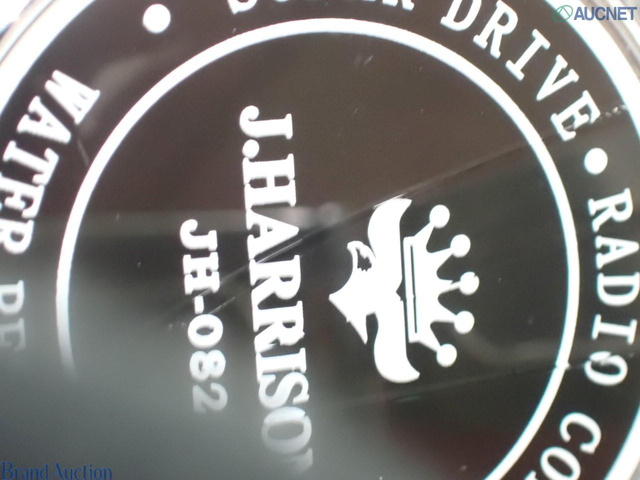 AUCNET
DRIVE • RADIO
WATER
J.HARRISON
JH-082
Brand Auction